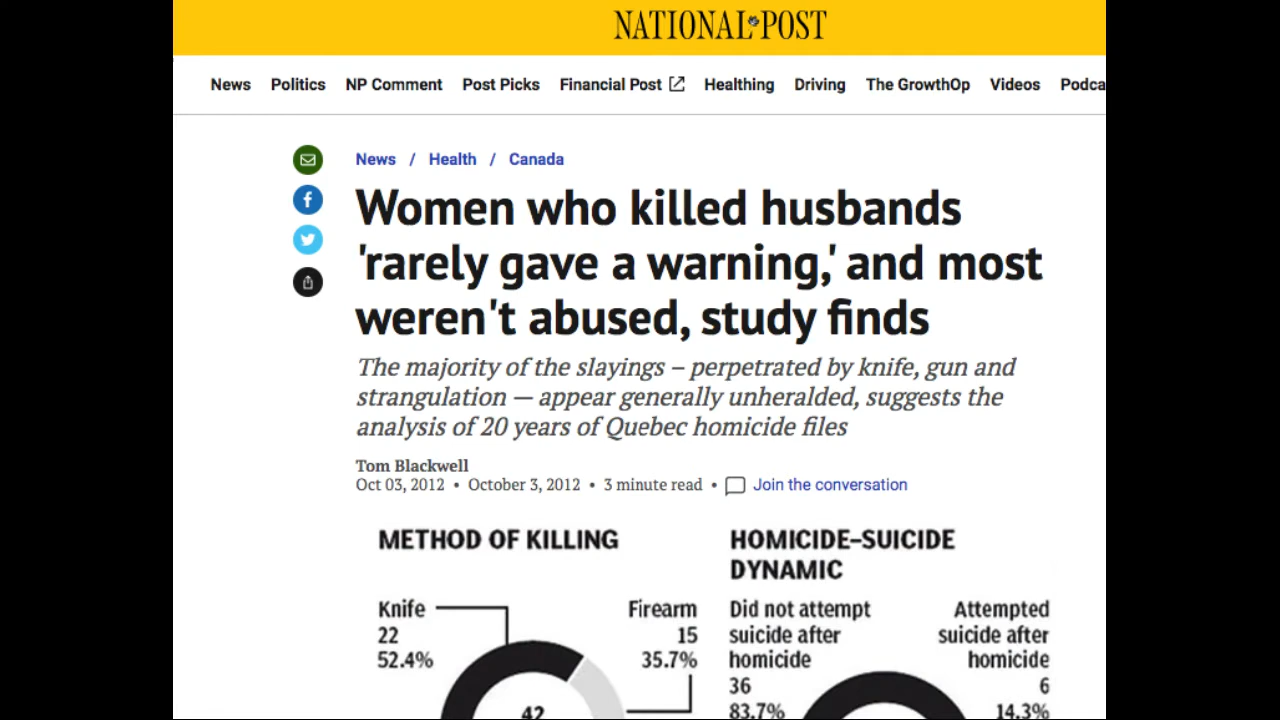 NATIONAL POST
News Politics NP Comment Post Picks Financial Post Healthing Driving The GrowthOp Videos Podca
News / Health / Canada
Women who killed husbands
'rarely gave a warning,' and most
weren't abused, study finds
The majority of the slayings – perpetrated by knife, gun and
strangulation — appear generally unheralded, suggests the
analysis of 20 years of Quebec homicide files
Tom Blackwell
Oct 03, 2012 • October 3, 2012 • 3 minute read • Join the conversation
METHOD OF KILLING
Knife
22
52.4%
Firearm
15
35.7%
42
HOMICIDE–SUICIDE
DYNAMIC
Did not attempt
suicide after
homicide
36
83.7%
Attempted
suicide after
homicide
6
14.3%